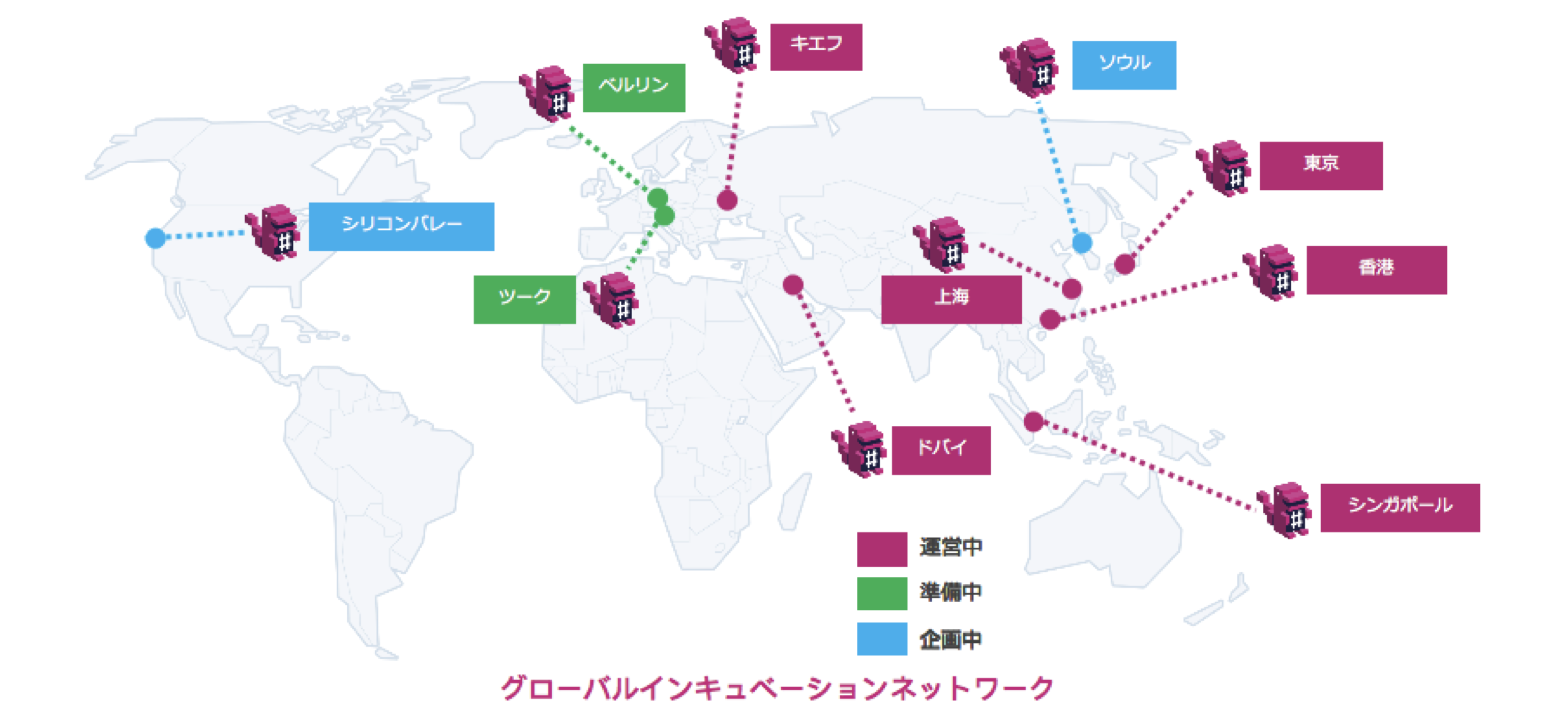 キエフ
ソウル
ベルリン
東京
シリコンバレー
香港
ツーク
上海
ドバイ
シンガポール
運営中
準備中
企画中
グローバルインキュベーションネットワーク